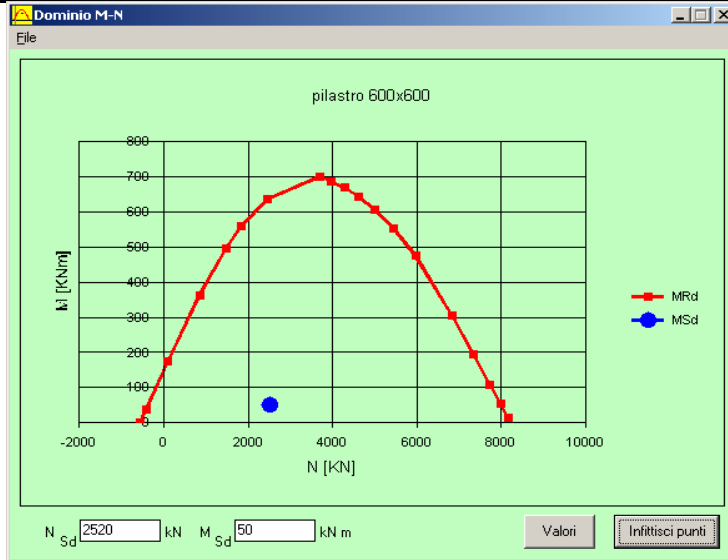 Dominio M-N
File
pilastro 600x600
M [KNm]
800
700
600
500
400
300
200
100
0
-2000 0 2000 4000 6000 8000 10000
N [KN]
MRd
MSd
N Sd 2520 kN M Sd 50 kN m
Valori
Infittisci punti